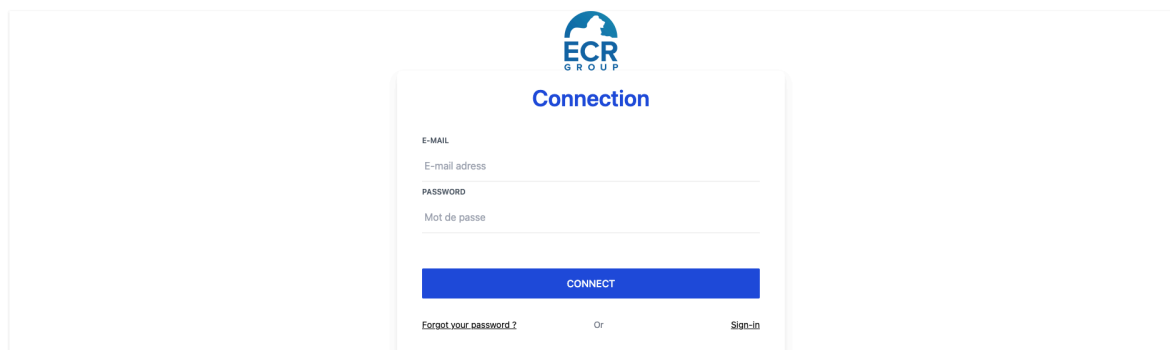 ECR
GROUP
Connection
E-MAIL
E-mail adress
PASSWORD
Mot de passe
CONNECT
Forgot your password ? Or Sign-in